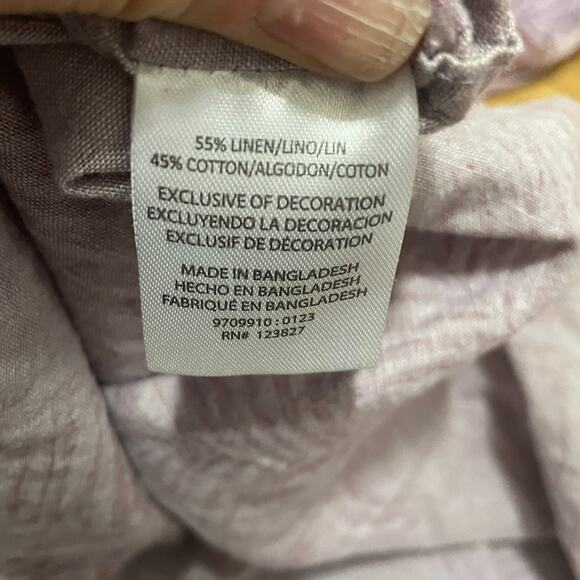 55% LINEN/LINO/LIN
45% COTTON/ALGODON/COTON
EXCLUSIVE OF DECORATION
EXCLUYENDO LA DECORACION
EXCLUSIF DE DÉCORATION
MADE IN BANGLADESH
HECHO EN BANGLADESH
FABRIQUÉ EN BANGLADESH
9709910 : 0123
RN# 123827